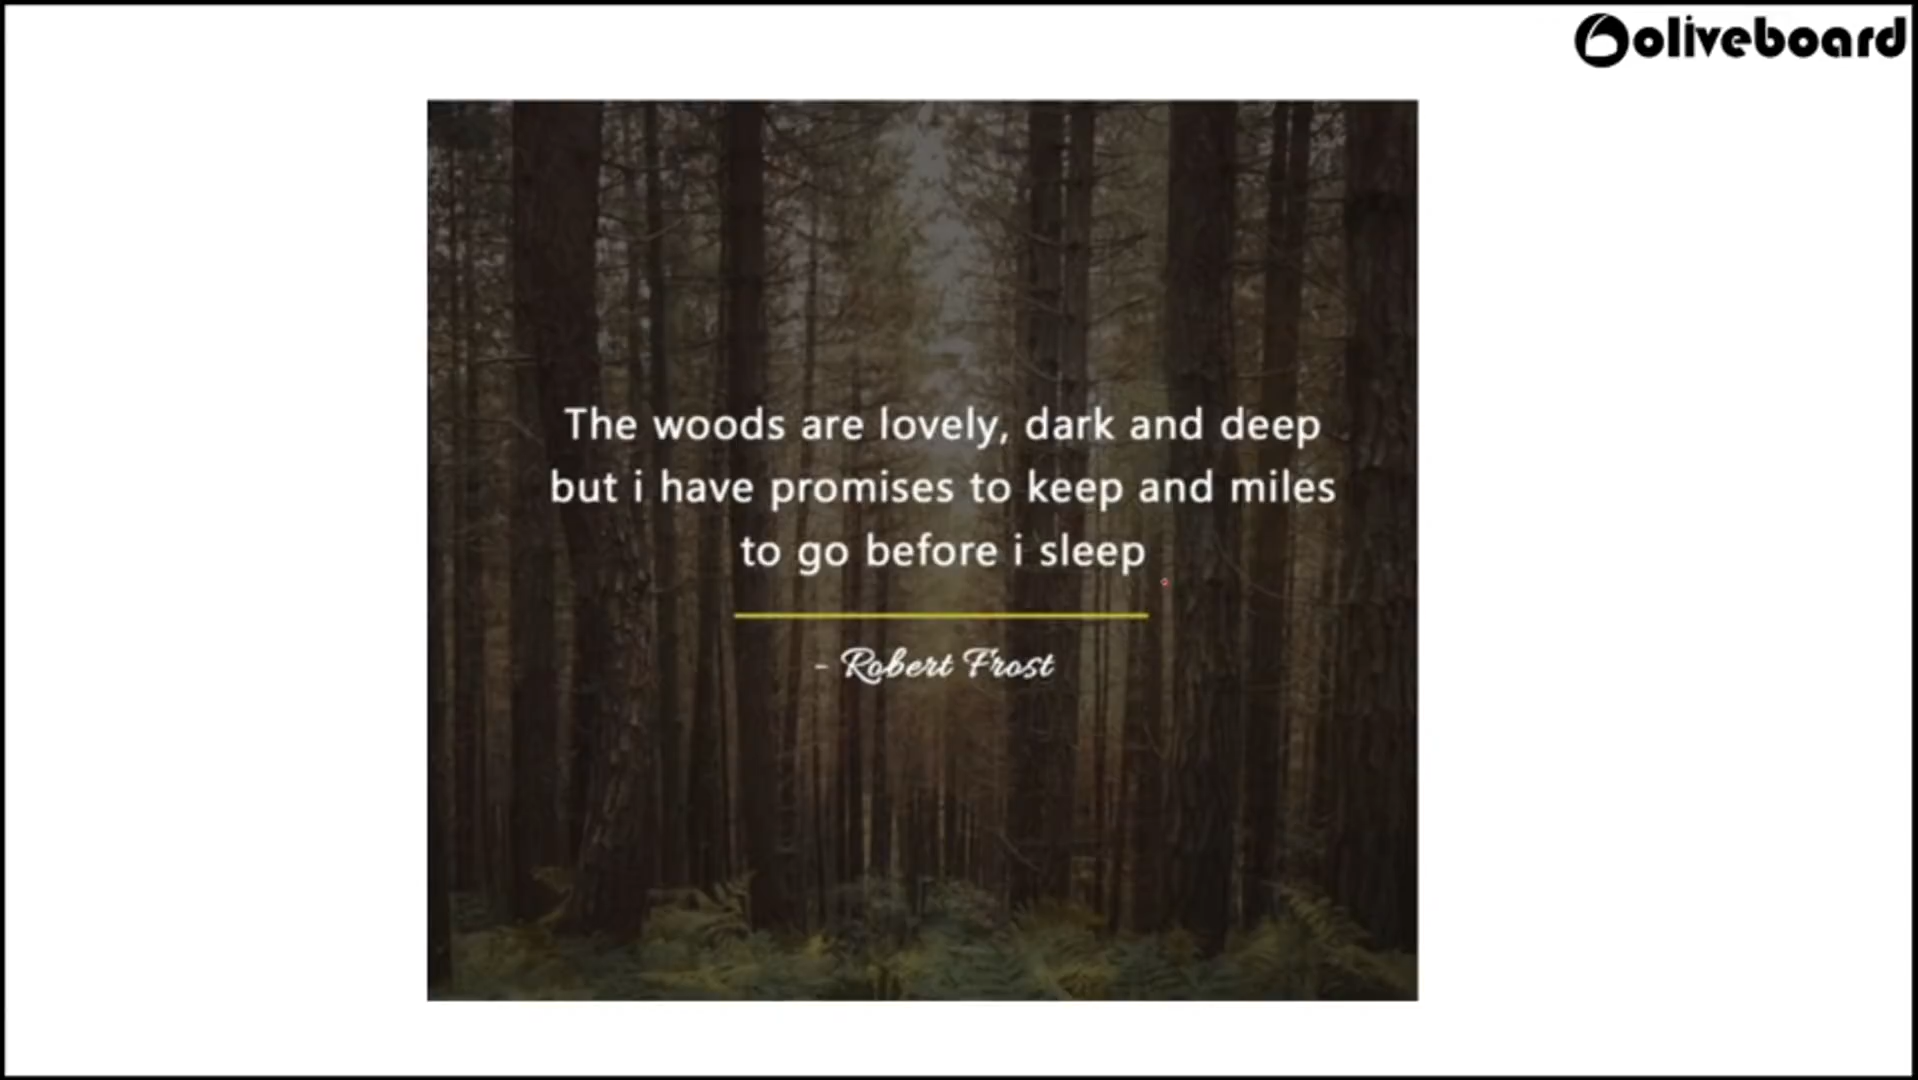 oliveboard
The woods are lovely, dark and deep
but i have promises to keep and miles
to go before i sleep
- Robert Frost